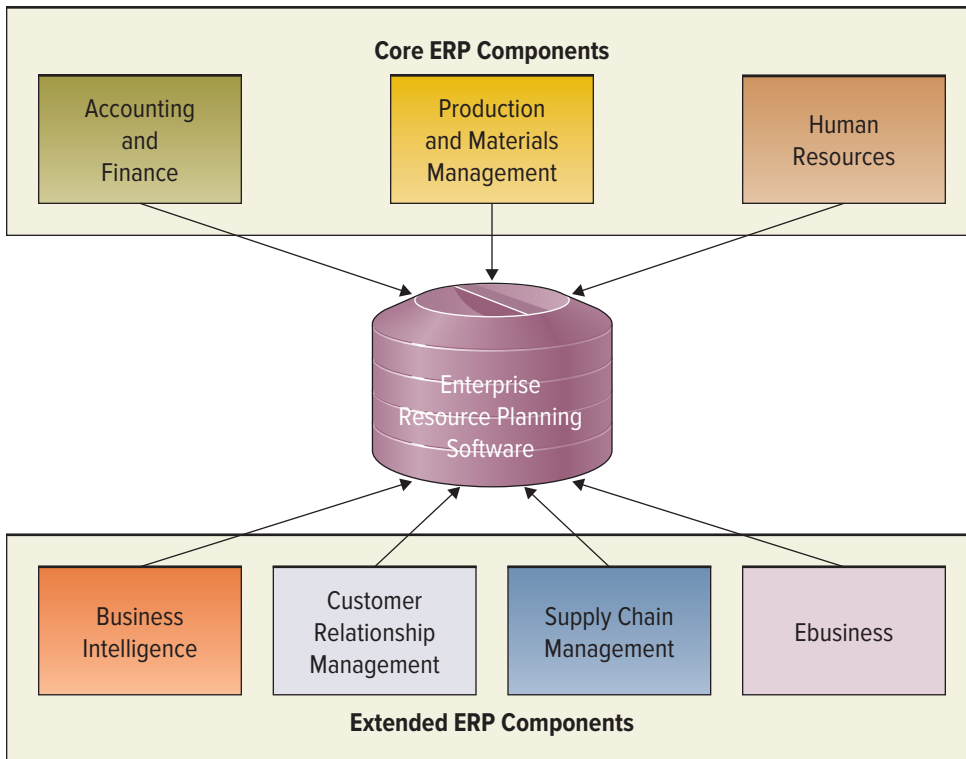 Core ERP Components
Accounting
and
Finance
Production
and Materials
Management
Human
Resources
Enterprise
Resource Planning
Software
Business
Intelligence
Customer
Relationship
Management
Supply Chain
Management
Ebusiness
Extended ERP Components